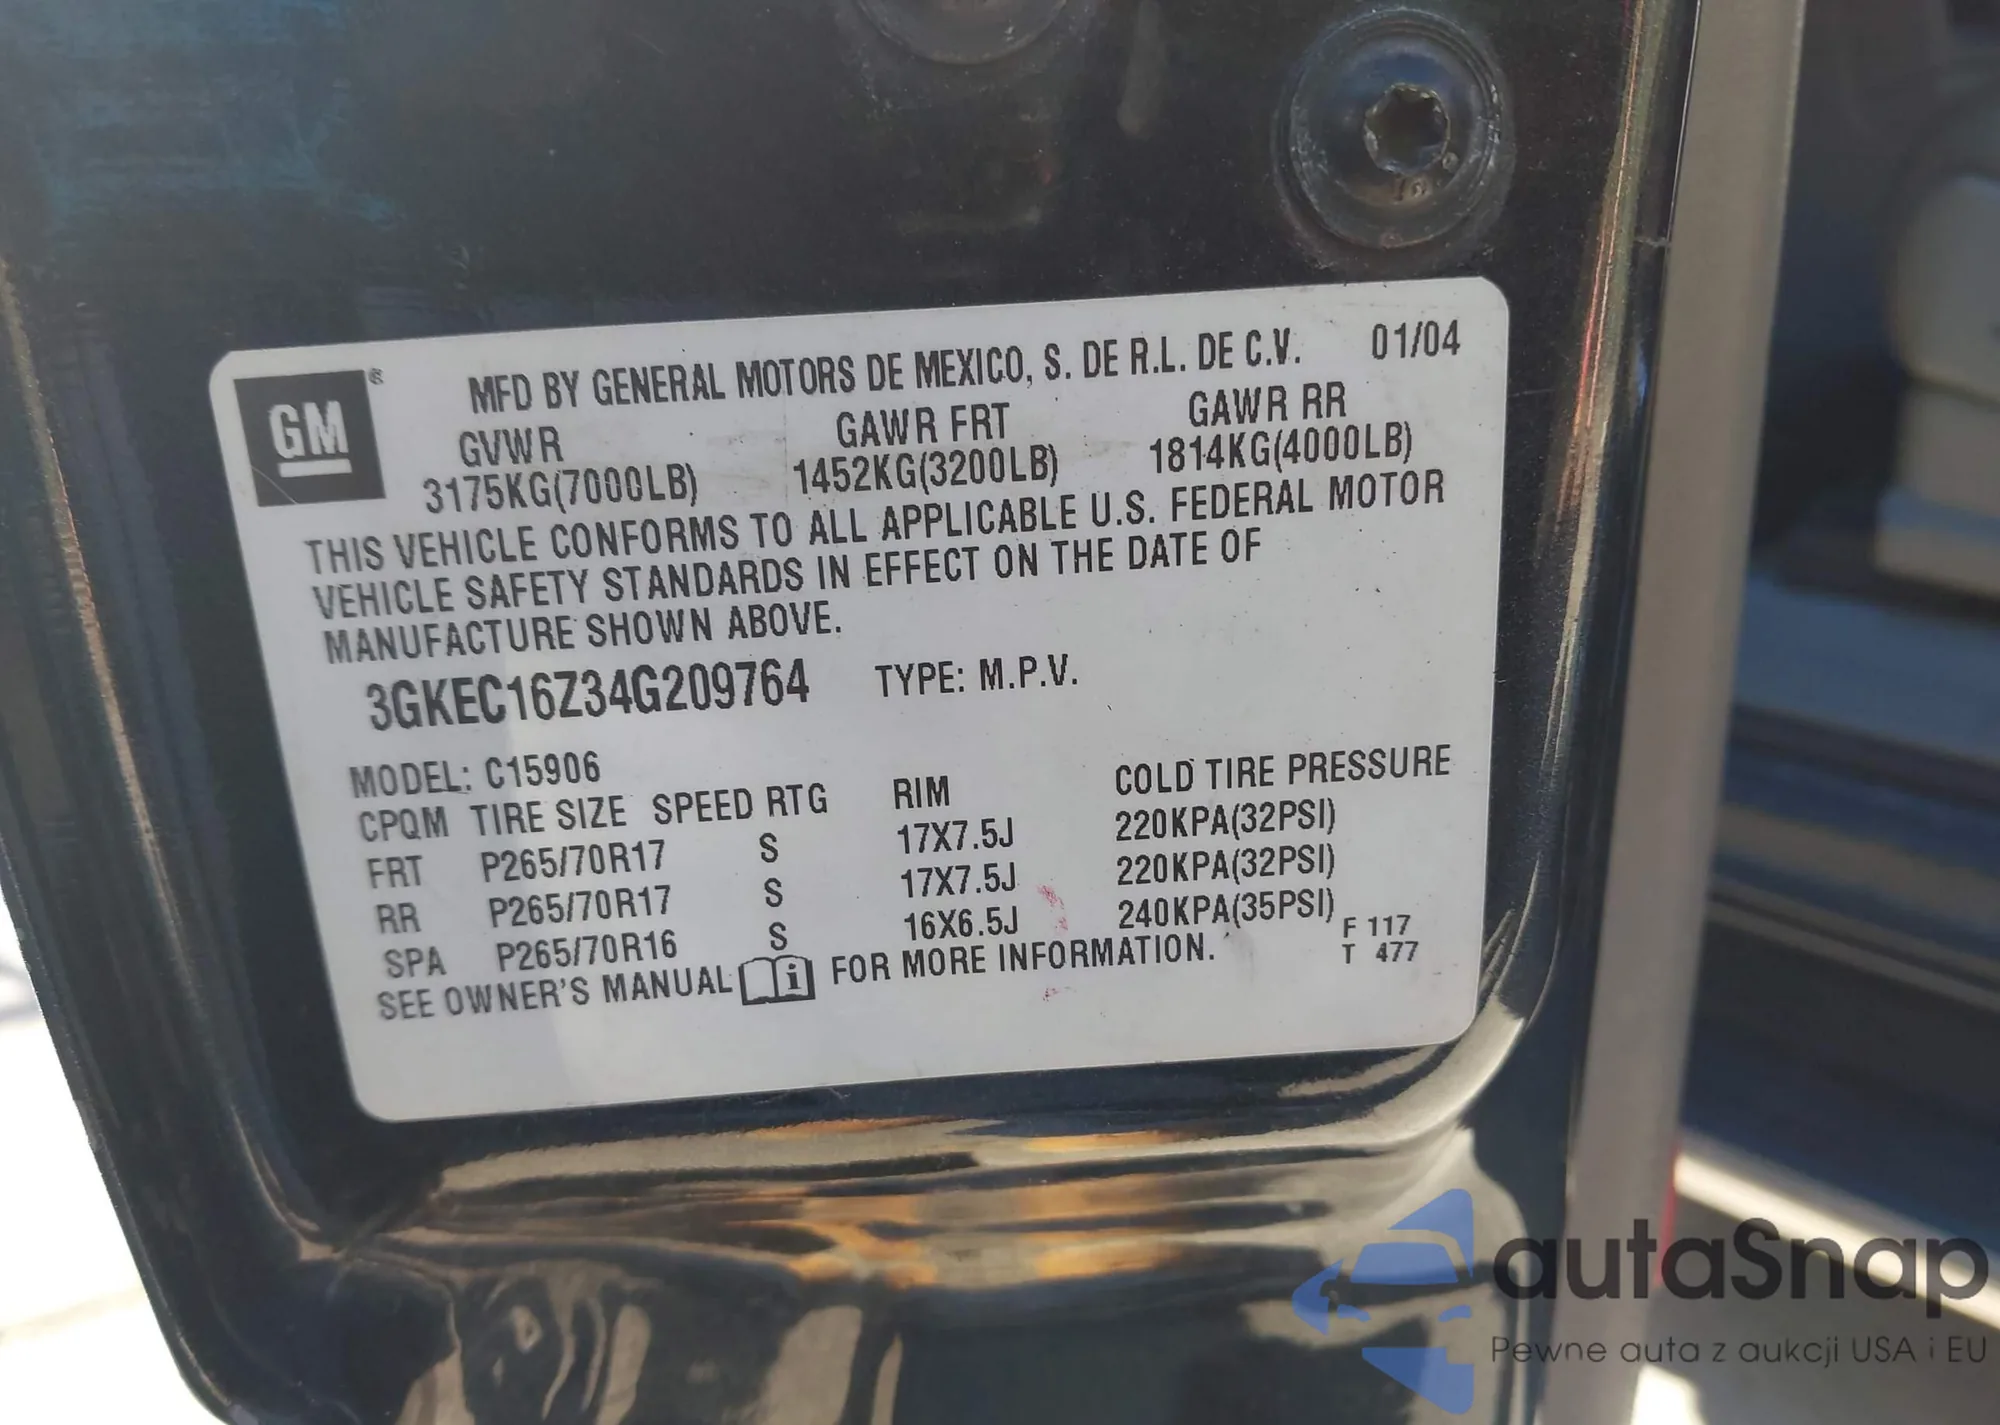 GM ®
MFD BY GENERAL MOTORS DE MEXICO, S. DE R.L. DE C.V. 01/04
GVWR GAWR FRT GAWR RR
3175KG(7000LB) 1452KG(3200LB) 1814KG(4000LB)
THIS VEHICLE CONFORMS TO ALL APPLICABLE U.S. FEDERAL MOTOR
VEHICLE SAFETY STANDARDS IN EFFECT ON THE DATE OF
MANUFACTURE SHOWN ABOVE.
3GKEC16Z34G209764 TYPE: M.P.V.
MODEL: C15906
CPQM TIRE SIZE SPEED RTG RIM COLD TIRE PRESSURE
FRT P265/70R17 S 17X7.5J 220KPA(32PSI)
RR P265/70R17 S 17X7.5J 220KPA(32PSI)
SPA P265/70R16 S 16X6.5J 240KPA(35PSI)
SEE OWNER'S MANUAL i FOR MORE INFORMATION.
F 117
T 477
autaSnap
Pewne auta z aukcji USA i EU